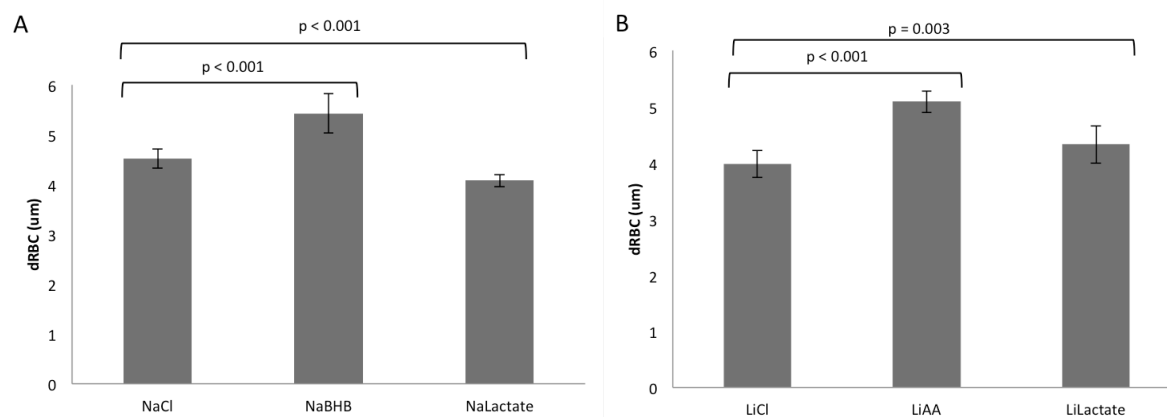 A
p < 0.001
p < 0.001
6
5
4
3
2
1
0
dRBC (um)
NaCl
NaBHB
NaLactate
B
p = 0.003
p < 0.001
6
5
4
3
2
1
0
dRBC (um)
LiCl
LiAA
LiLactate